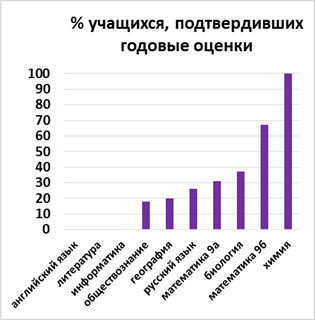 % учащихся, подтвердивших
годовые оценки
100
90
80
70
60
50
40
30
20
10
0
английский язык
литература
информатика
обществознание
география
русский язык
математика 9а
биология
математика 9б
химия